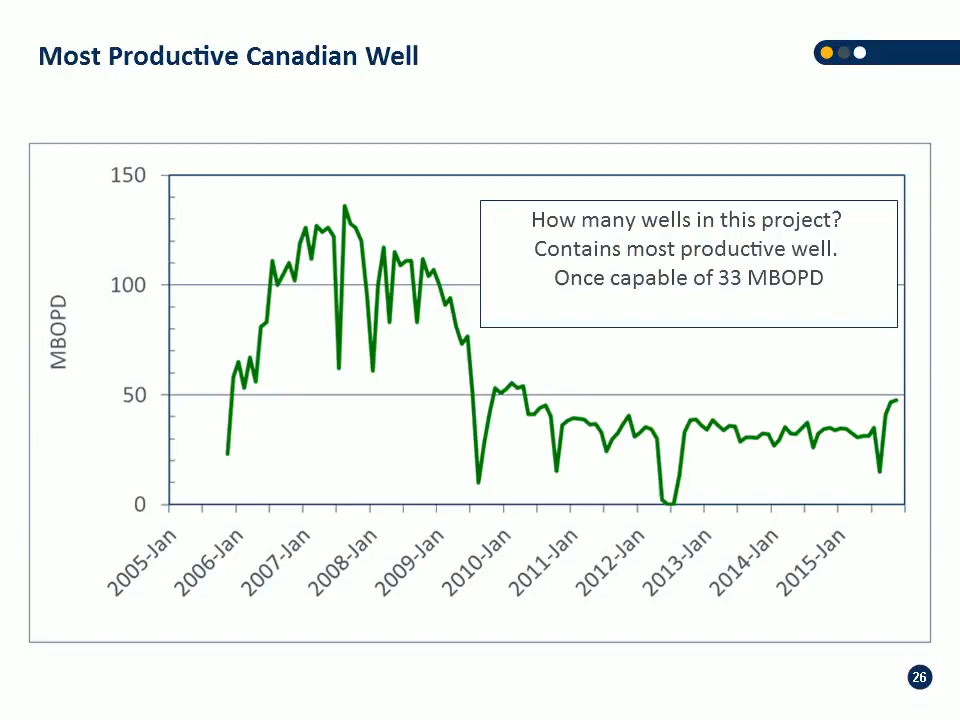 Most Productive Canadian Well
150
100
50
0
MBOPD
How many wells in this project?
Contains most productive well.
Once capable of 33 MBOPD
2005-Jan
2006-Jan
2007-Jan
2008-Jan
2009-Jan
2010-Jan
2011-Jan
2012-Jan
2013-Jan
2014-Jan
2015-Jan
26